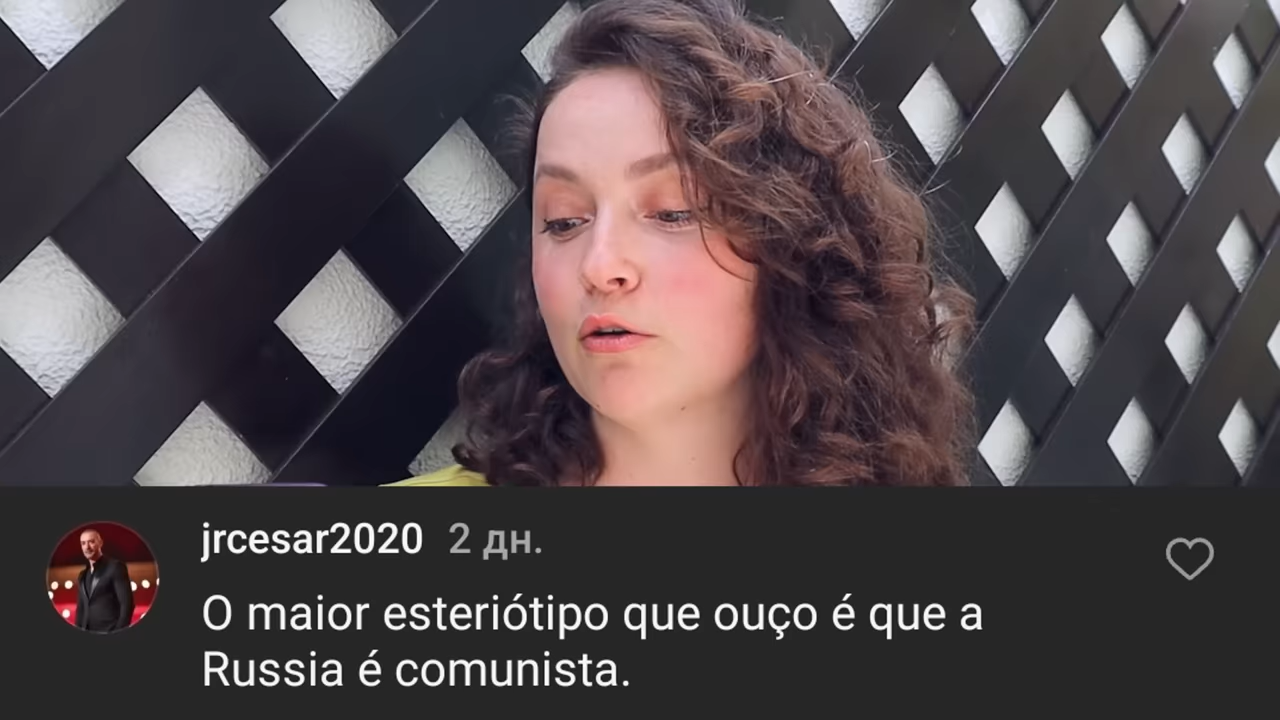 jrcesar2020 2 дн.
O maior esteriótipo que ouço é que a
Russia é comunista.